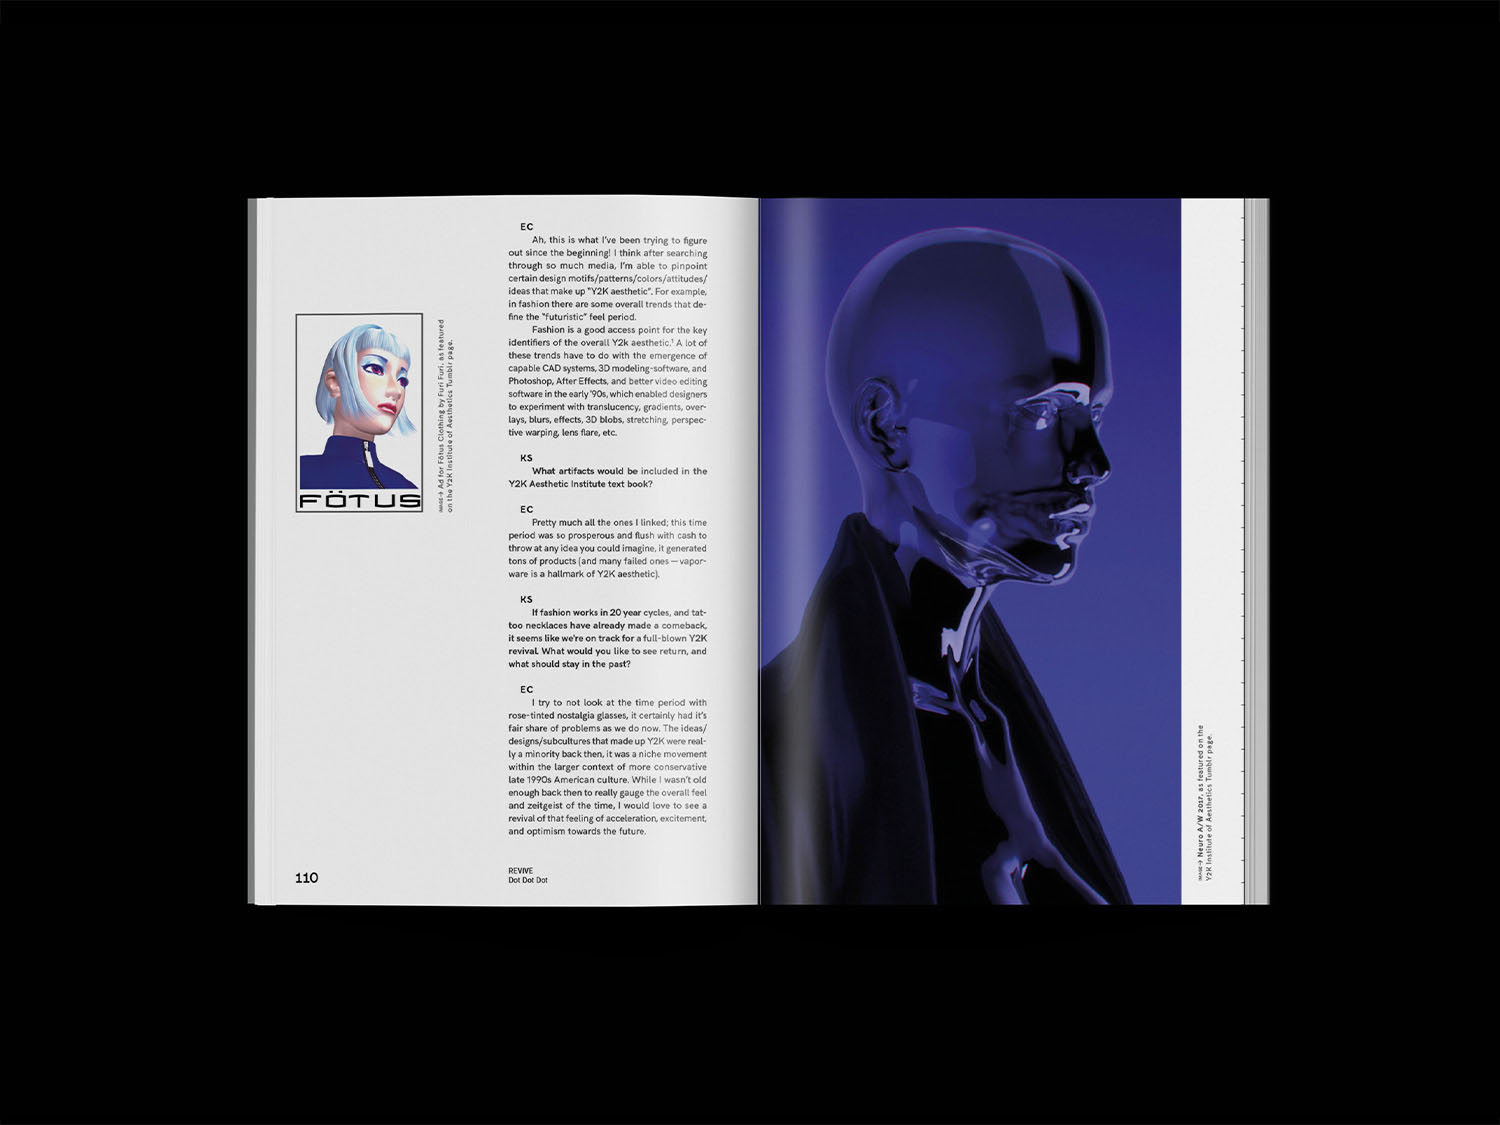 EC
Ah, this is what I've been trying to figure
out since the beginning! I think after searching
through so much media, I'm able to pinpoint
certain design motifs/patterns/colors/attitudes/
ideas that make up "Y2K aesthetic". For example,
in fashion there are some overall trends that de-
fine the "futuristic" feel period.
Fashion is a good access point for the key
identifiers of the overall Y2k aesthetic.¹ A lot of
these trends have to do with the emergence of
capable CAD systems, 3D modeling-software, and
Photoshop, After Effects, and better video editing
software in the early '90s, which enabled designers
to experiment with translucency, gradients, over-
lays, blurs, effects, 3D blobs, stretching, perspec-
tive warping, lens flare, etc.
KS
What artifacts would be included in the
Y2K Aesthetic Institute text book?
EC
Pretty much all the ones I linked; this time
period was so prosperous and flush with cash to
throw at any idea you could imagine, it generated
tons of products (and many failed ones — vapor-
ware is a hallmark of Y2K aesthetic).
KS
If fashion works in 20 year cycles, and tat-
too necklaces have already made a comeback,
it seems like we're on track for a full-blown Y2K
revival. What would you like to see return, and
what should stay in the past?
EC
I try to not look at the time period with
rose-tinted nostalgia glasses, it certainly had it's
fair share of problems as we do now. The ideas/
designs/subcultures that made up Y2K were real-
ly a minority back then, it was a niche movement
within the larger context of more conservative
late 1990s American culture. While I wasn't old
enough back then to really gauge the overall feel
and zeitgeist of the time, I would love to see a
revival of that feeling of acceleration, excitement,
and optimism towards the future.
FÖTUS
IMAGE→ Ad for Fötus Clothing by Furi Furi, as featured
on the Y2K Institute of Aesthetics Tumblr page.
110
REVIVE
Dot Dot Dot
IMAGE→ Neuro A/W 2017, as featured on the
Y2K Institute of Aesthetics Tumblr page.